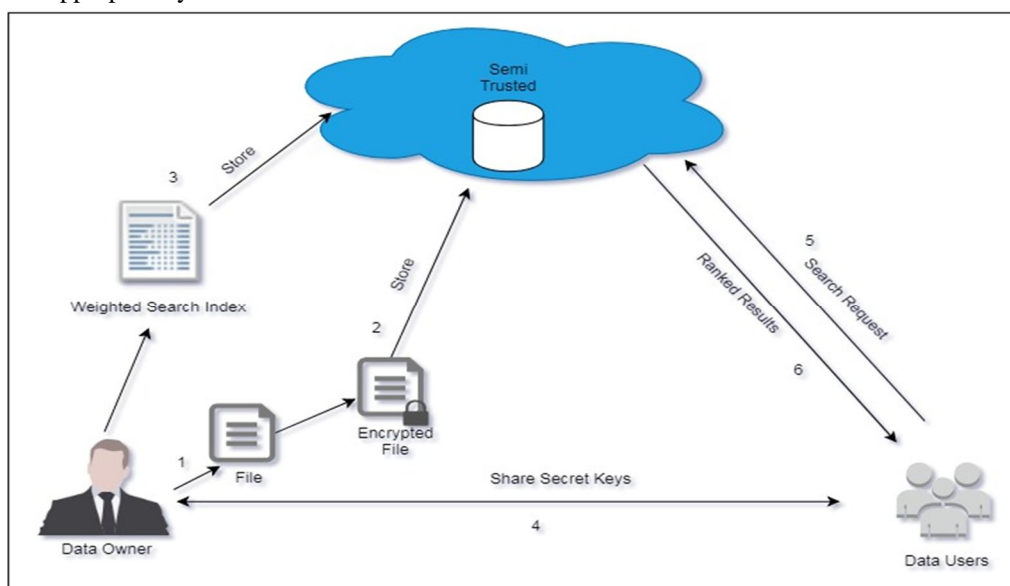 Semi
Trusted
3
Store
Weighted Search Index
Store
2
Encrypted
File
1
File
Data Owner
Share Secret Keys
4
5
Search Request
Ranked Results
6
Data Users